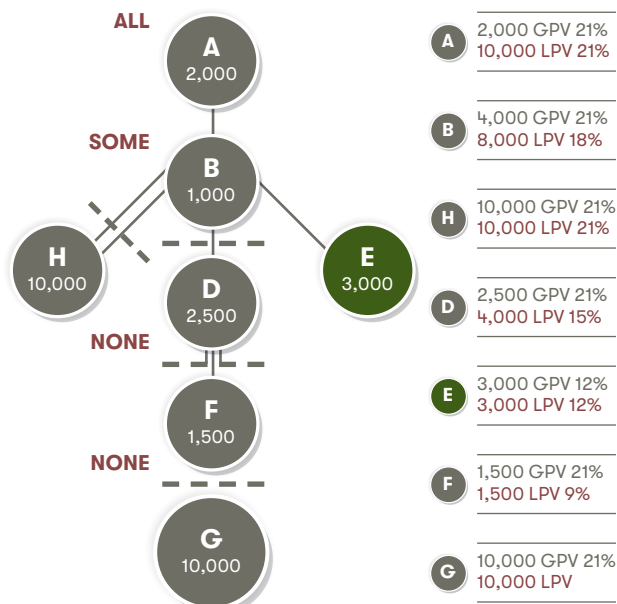 ALL
A
2,000
SOME
B
1,000
H
10,000
E
3,000
D
2,500
NONE
F
1,500
NONE
G
10,000
A
2,000 GPV 21%
10,000 LPV 21%
B
4,000 GPV 21%
8,000 LPV 18%
H
10,000 GPV 21%
10,000 LPV 21%
D
2,500 GPV 21%
4,000 LPV 15%
E
3,000 GPV 12%
3,000 LPV 12%
F
1,500 GPV 21%
1,500 LPV 9%
G
10,000 GPV 21%
10,000 LPV